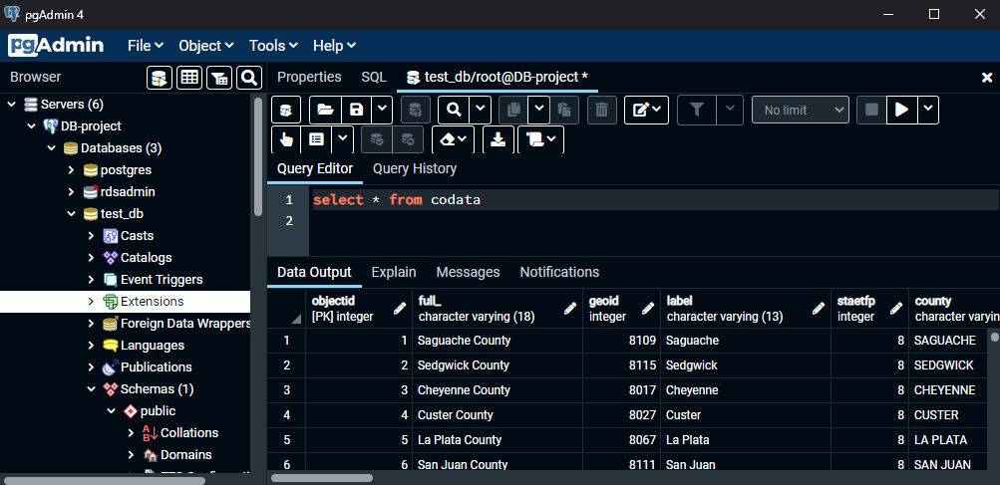 pgAdmin 4
pgAdmin File Object Tools Help
Browser
Properties SQL test_db/root@DB-project *
No limit
Servers (6)
DB-project
Databases (3)
postgres
rdsadmin
test_db
Casts
Catalogs
Event Triggers
Extensions
Foreign Data Wrappers
Languages
Publications
Schemas (1)
public
Collations
Domains
Query Editor Query History
1 select * from codata
2
Data Output Explain Messages Notifications
objectid full_ geoid label staetfp county
[PK] integer character varying (18) integer character varying (13) integer character varyin
1 1 Saguache County 8109 Saguache 8 SAGUACHE
2 2 Sedgwick County 8115 Sedgwick 8 SEDGWICK
3 3 Cheyenne County 8017 Cheyenne 8 CHEYENNE
4 4 Custer County 8027 Custer 8 CUSTER
5 5 La Plata County 8067 La Plata 8 LA PLATA
6 6 San Juan County 8111 San Juan 8 SAN JUAN